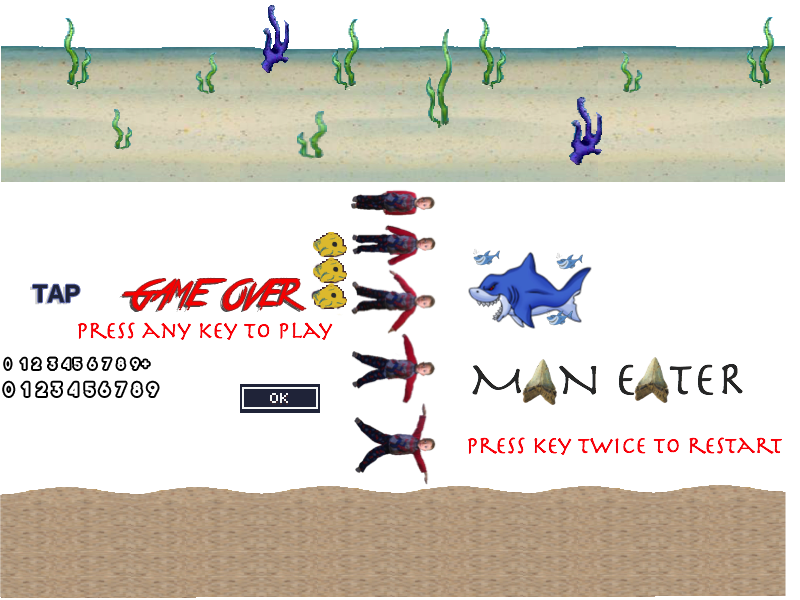 TAP
GAME OVER
PRESS ANY KEY TO PLAY
0123456789+
0123456789
OK
MAN EATER
PRESS KEY TWICE TO RESTART